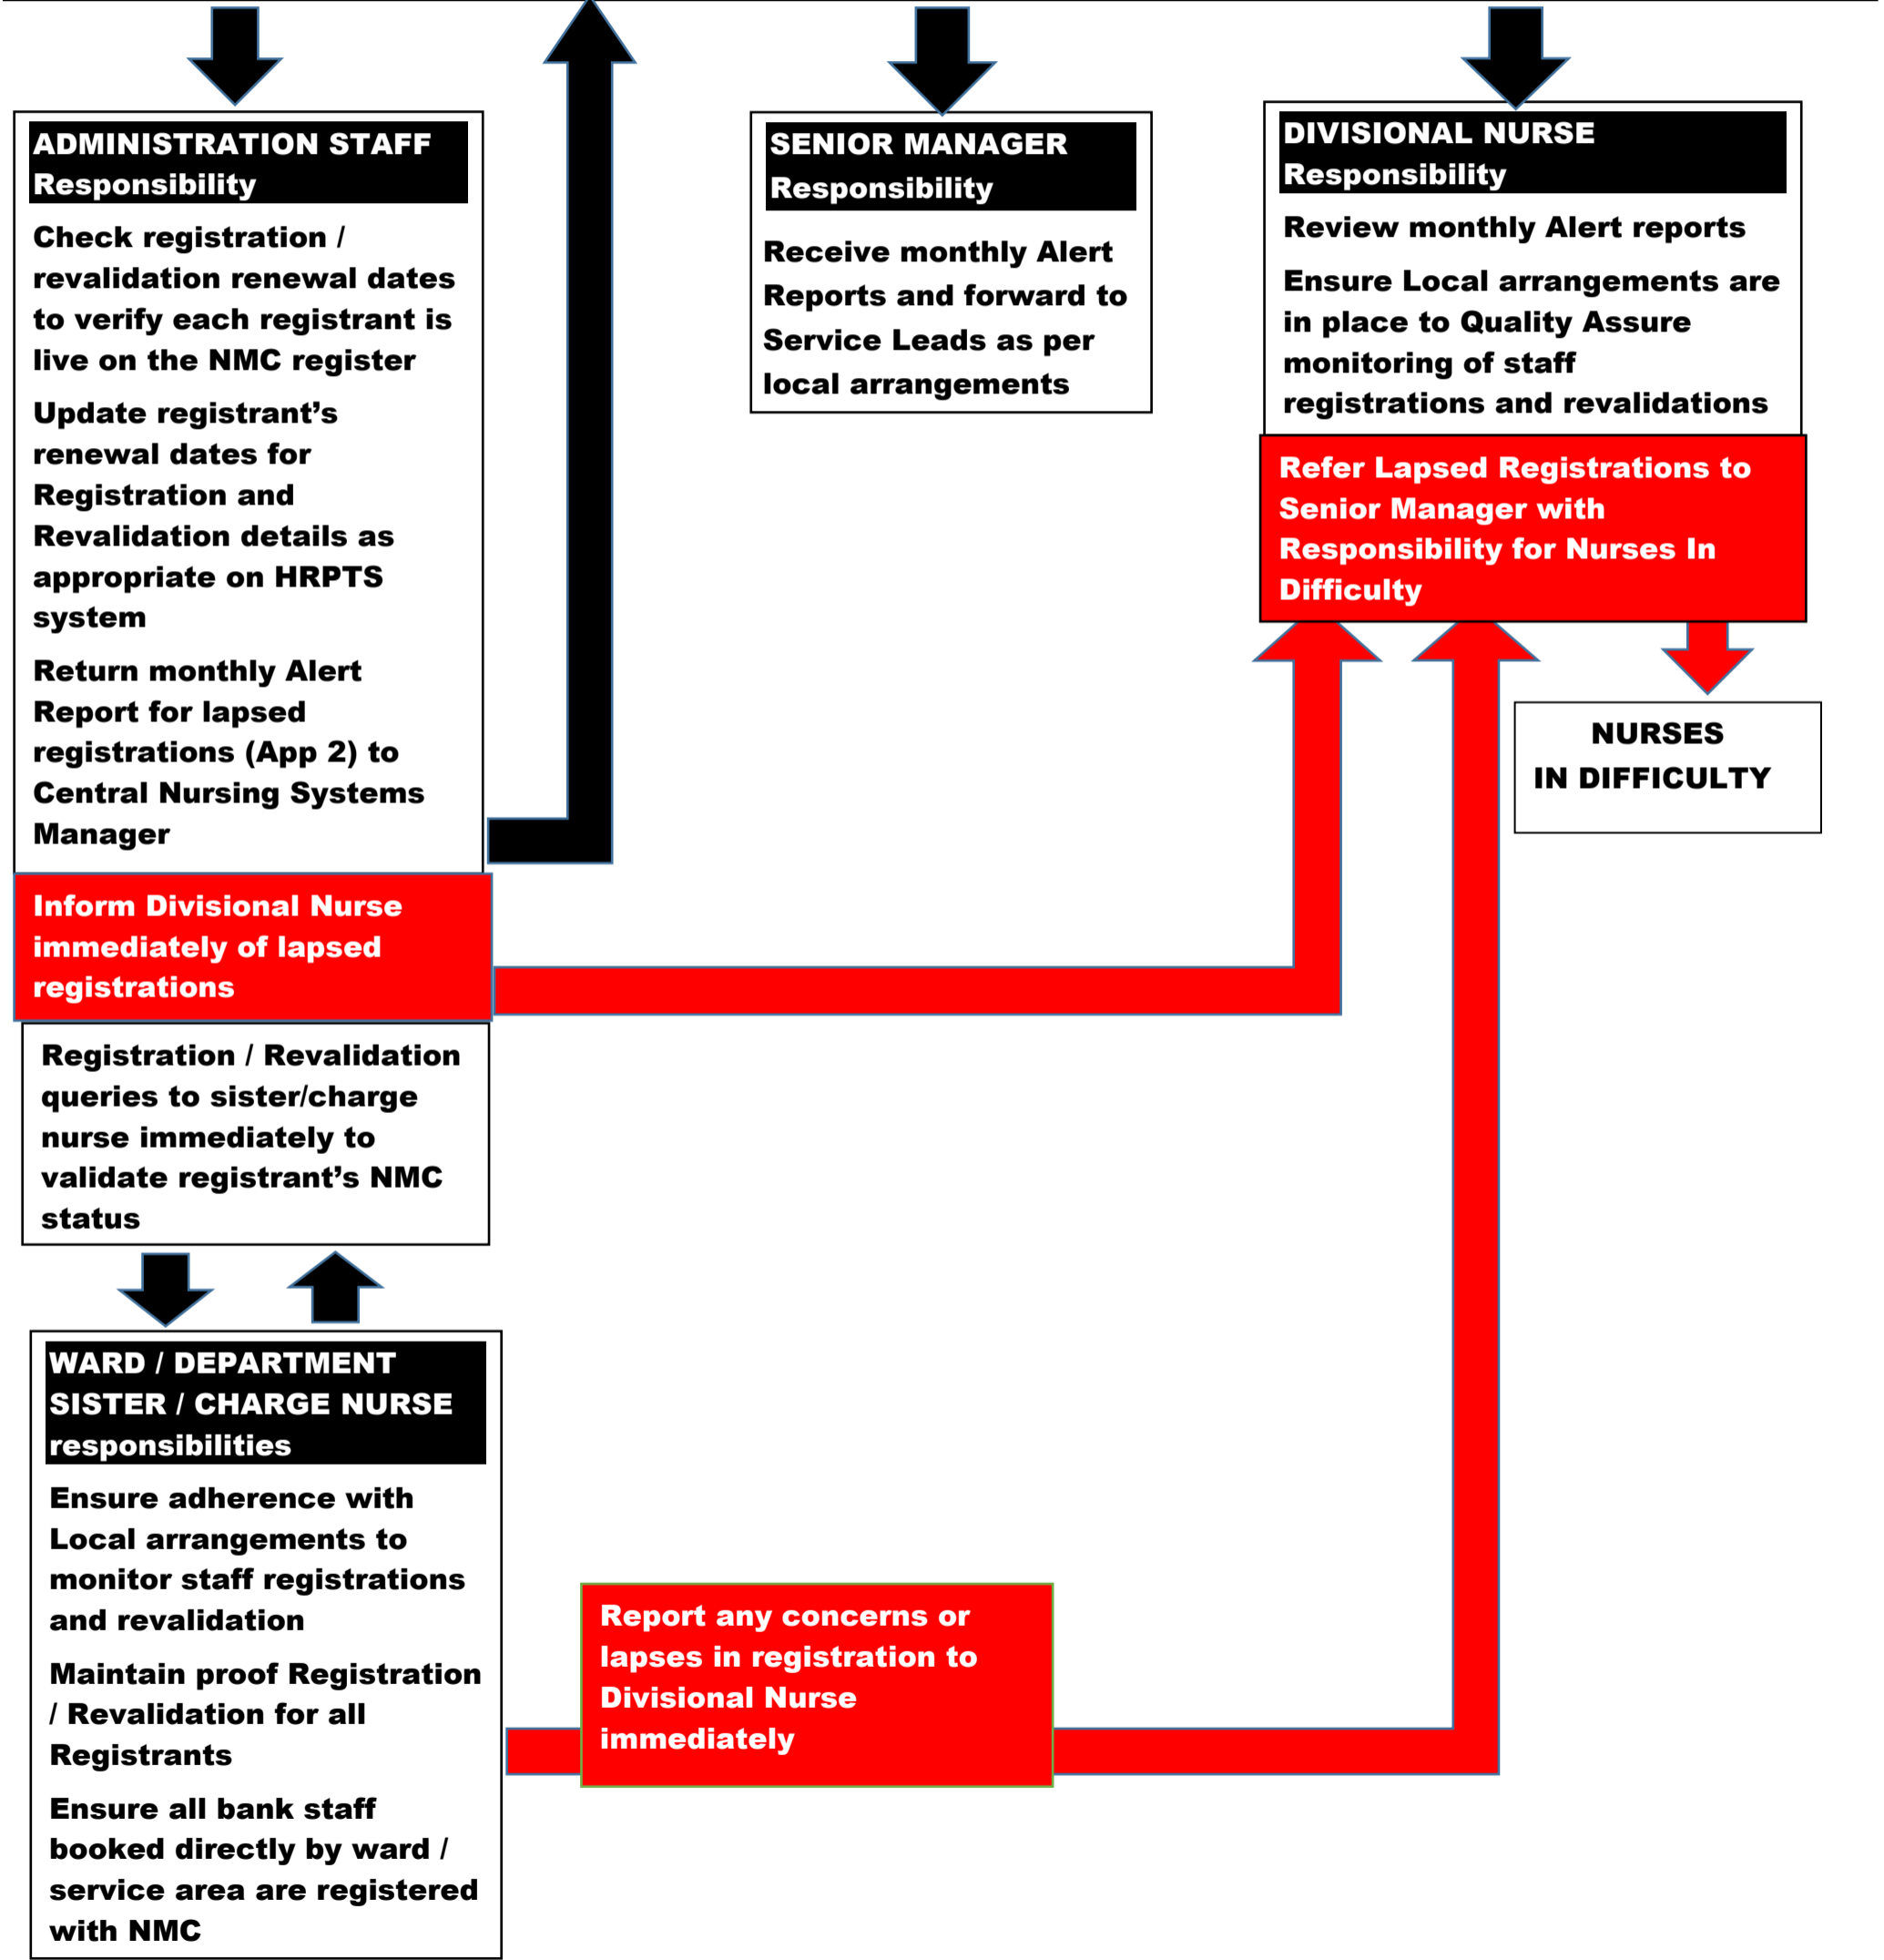 ADMINISTRATION STAFF
Responsibility
Check registration /
revalidation renewal dates
to verify each registrant is
live on the NMC register
Update registrant’s
renewal dates for
Registration and
Revalidation details as
appropriate on HRPTS
system
Return monthly Alert
Report for lapsed
registrations (App 2) to
Central Nursing Systems
Manager
Inform Divisional Nurse
immediately of lapsed
registrations
Registration / Revalidation
queries to sister/charge
nurse immediately to
validate registrant’s NMC
status
WARD / DEPARTMENT
SISTER / CHARGE NURSE
responsibilities
Ensure adherence with
Local arrangements to
monitor staff registrations
and revalidation
Maintain proof Registration
/ Revalidation for all
Registrants
Ensure all bank staff
booked directly by ward /
service area are registered
with NMC
Report any concerns or
lapses in registration to
Divisional Nurse
immediately
SENIOR MANAGER
Responsibility
Receive monthly Alert
Reports and forward to
Service Leads as per
local arrangements
DIVISIONAL NURSE
Responsibility
Review monthly Alert reports
Ensure Local arrangements are
in place to Quality Assure
monitoring of staff
registrations and revalidations
Refer Lapsed Registrations to
Senior Manager with
Responsibility for Nurses In
Difficulty
NURSES
IN DIFFICULTY